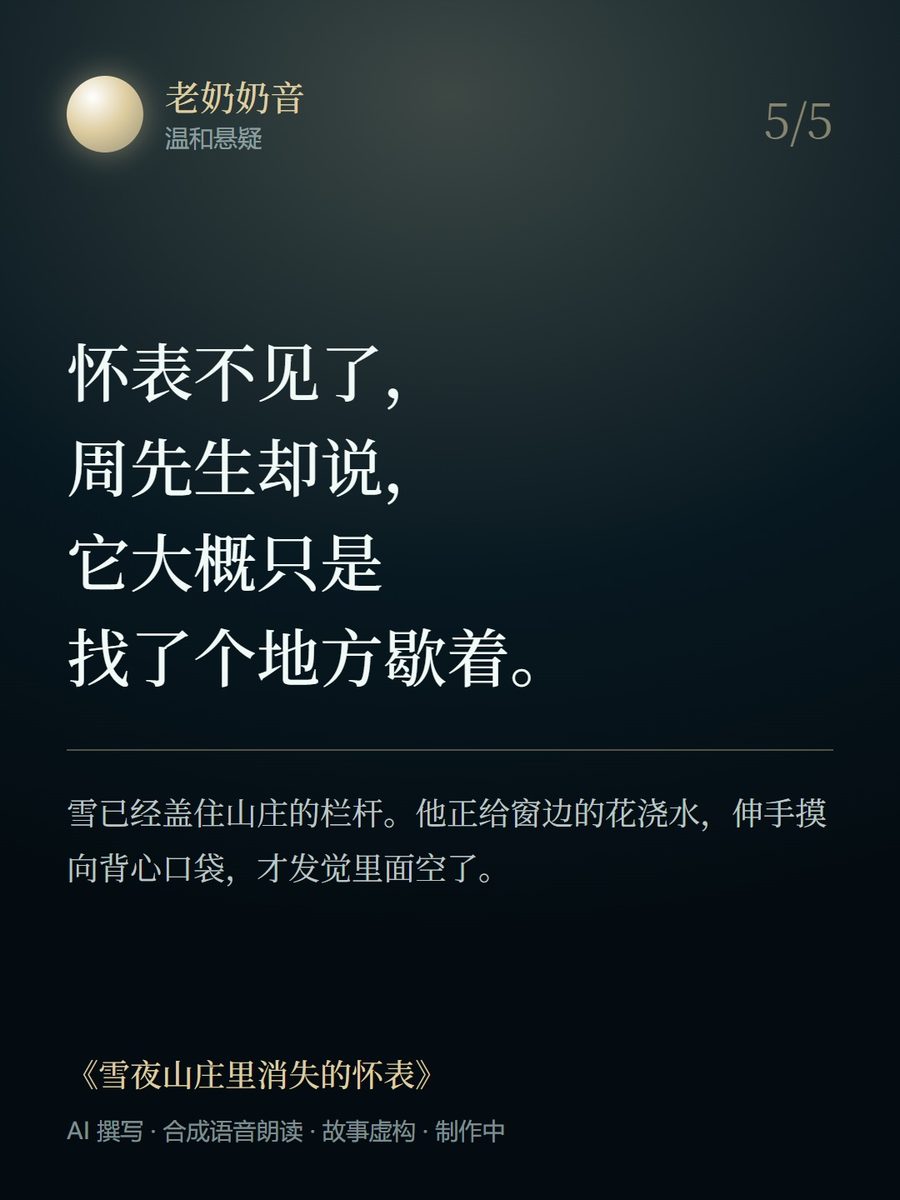 老奶奶音
温和悬疑
5/5
怀表不见了，
周先生却说，
它大概只是
找了个地方歇着。
雪已经盖住山庄的栏杆。他正给窗边的花浇水，伸手摸
向背心口袋，才发觉里面空了。
《雪夜山庄里消失的怀表》
AI 撰写 · 合成语音朗读 · 故事虚构 · 制作中